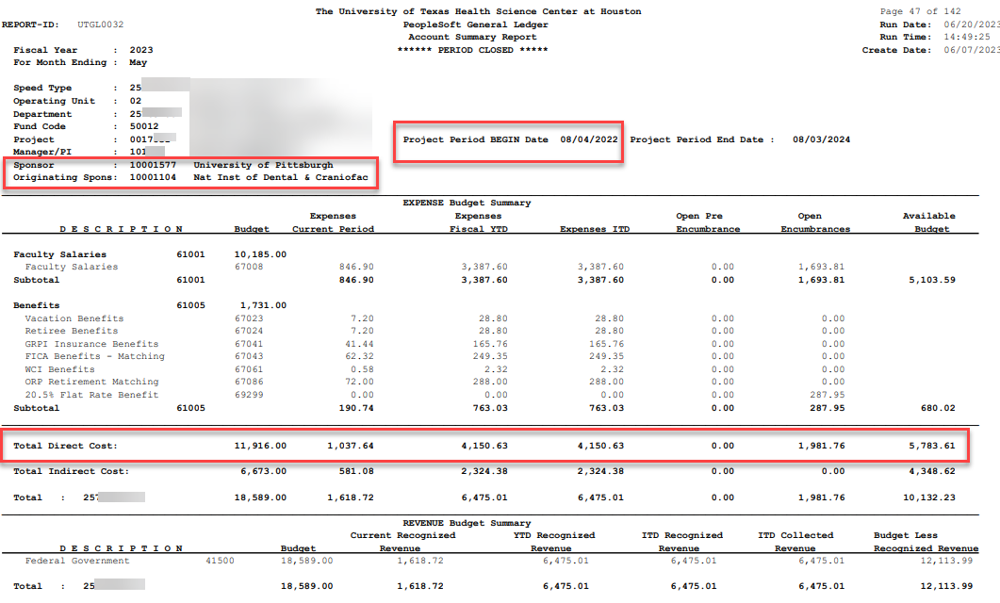 The University of Texas Health Science Center at Houston Page 47 of 142
REPORT-ID: UTGL0032 PeopleSoft General Ledger Run Date: 06/20/2023
Account Summary Report Run Time: 14:49:25
Fiscal Year : 2023 ****** PERIOD CLOSED ***** Create Date: 06/07/2023
For Month Ending : May
Speed Type : 25
Operating Unit : 02
Department : 25
Fund Code : 50012
Project : 0017 Project Period BEGIN Date 08/04/2022 Project Period End Date : 08/03/2024
Manager/PI : 101
Sponsor : 10001577 University of Pittsburgh
Originating Spons: 10001104 Nat Inst of Dental & Craniofac
EXPENSE Budget Summary
Expenses Expenses Open Pre Open Available
D E S C R I P T I O N Budget Current Period Fiscal YTD Expenses ITD Encumbrance Encumbrances Budget
Faculty Salaries 61001 10,185.00
Faculty Salaries 67008 846.90 3,387.60 3,387.60 0.00 1,693.81
Subtotal 61001 846.90 3,387.60 3,387.60 0.00 1,693.81 5,103.59
Benefits 61005 1,731.00
Vacation Benefits 67023 7.20 28.80 28.80 0.00 0.00
Retiree Benefits 67024 7.20 28.80 28.80 0.00 0.00
GRPI Insurance Benefits 67041 41.44 165.76 165.76 0.00 0.00
FICA Benefits - Matching 67043 62.32 249.35 249.35 0.00 0.00
WCI Benefits 67061 0.58 2.32 2.32 0.00 0.00
ORP Retirement Matching 67086 72.00 288.00 288.00 0.00 0.00
20.5% Flat Rate Benefit 69299 0.00 0.00 0.00 0.00 287.95
Subtotal 61005 190.74 763.03 763.03 0.00 287.95 680.02
Total Direct Cost: 11,916.00 1,037.64 4,150.63 4,150.63 0.00 1,981.76 5,783.61
Total Indirect Cost: 6,673.00 581.08 2,324.38 2,324.38 0.00 0.00 4,348.62
Total : 257 18,589.00 1,618.72 6,475.01 6,475.01 0.00 1,981.76 10,132.23
REVENUE Budget Summary
Current Recognized YTD Recognized ITD Recognized ITD Collected Budget Less
D E S C R I P T I O N Budget Revenue Revenue Revenue Revenue Recognized Revenue
Federal Government 41500 18,589.00 1,618.72 6,475.01 6,475.01 6,475.01 12,113.99
Total : 25 18,589.00 1,618.72 6,475.01 6,475.01 6,475.01 12,113.99